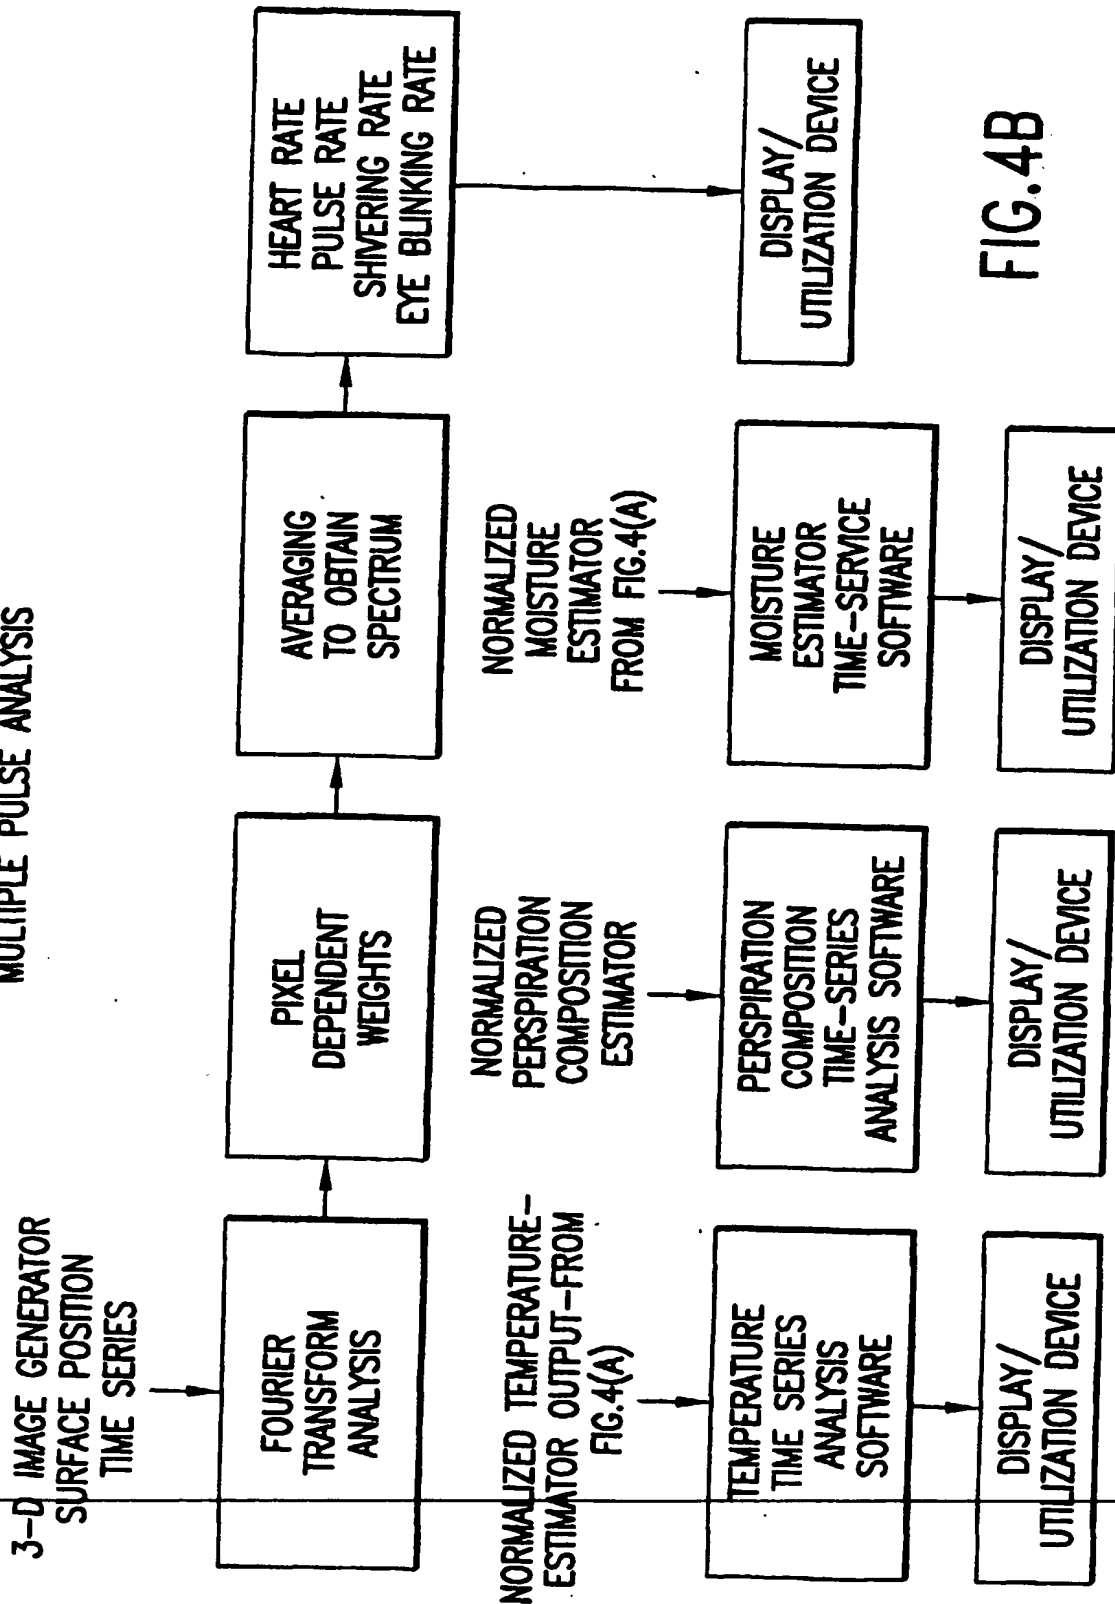 MULTIPLE PULSE ANALYSIS
3-D IMAGE GENERATOR
SURFACE POSITION
TIME SERIES
FOURIER
TRANSFORM
ANALYSIS
PIXEL
DEPENDENT
WEIGHTS
AVERAGING
TO OBTAIN
SPECTRUM
HEART RATE
PULSE RATE
SHIVERING RATE
EYE BLINKING RATE
DISPLAY/
UTILIZATION DEVICE
NORMALIZED TEMPERATURE-
ESTIMATOR OUTPUT-FROM
FIG.4(A)
TEMPERATURE
TIME SERIES
ANALYSIS
SOFTWARE
DISPLAY/
UTILIZATION DEVICE
NORMALIZED
PERSPIRATION
COMPOSITION
ESTIMATOR
PERSPIRATION
COMPOSITION
TIME-SERIES
ANALYSIS SOFTWARE
DISPLAY/
UTILIZATION DEVICE
NORMALIZED
MOISTURE
ESTIMATOR
FROM FIG.4(A)
MOISTURE
ESTIMATOR
TIME-SERVICE
SOFTWARE
DISPLAY/
UTILIZATION DEVICE
FIG.4B